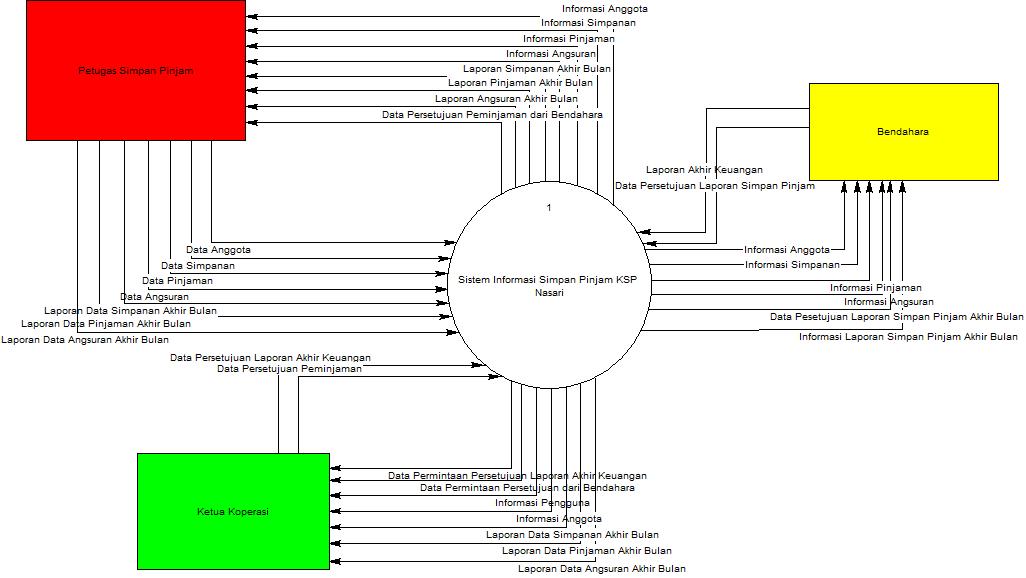 Informasi Anggota
Informasi Simpanan
Informasi Pinjaman
Informasi Angsuran
Laporan Simpanan Akhir Bulan
Laporan Pinjaman Akhir Bulan
Laporan Angsuran Akhir Bulan
Data Persetujuan Peminjaman dari Bendahara
Petugas Simpan Pinjam
Bendahara
Laporan Akhir Keuangan
Data Persetujuan Laporan Simpan Pinjam
1
Sistem Informasi Simpan Pinjam KSP
Nasari
Data Anggota
Data Simpanan
Data Pinjaman
Data Angsuran
Laporan Data Simpanan Akhir Bulan
Laporan Data Pinjaman Akhir Bulan
Laporan Data Angsuran Akhir Bulan
Informasi Anggota
Informasi Simpanan
Informasi Pinjaman
Informasi Angsuran
Data Pesetujuan Laporan Simpan Pinjam Akhir Bulan
Informasi Laporan Simpan Pinjam Akhir Bulan
Data Persetujuan Laporan Akhir Keuangan
Data Persetujuan Peminjaman
Ketua Koperasi
Data Permintaan Persetujuan Laporan Akhir Keuangan
Data Permintaan Persetujuan dari Bendahara
Informasi Pengguna
Informasi Anggota
Laporan Data Simpanan Akhir Bulan
Laporan Data Pinjaman Akhir Bulan
Laporan Data Angsuran Akhir Bulan